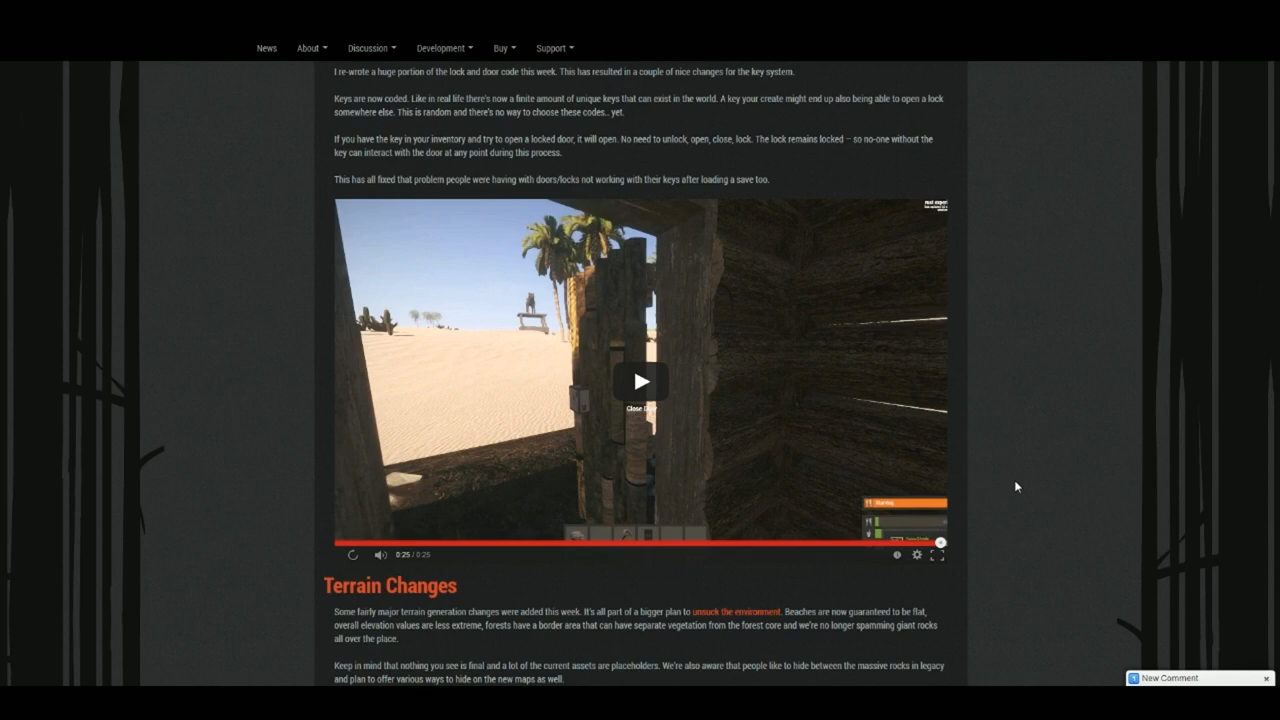 News About Discussion Development Buy Support
I re-wrote a huge portion of the lock and door code this week. This has resulted in a couple of nice changes for the key system.
Keys are now coded. Like in real life there's now a finite amount of unique keys that can exist in the world. A key your create might end up also being able to open a lock
somewhere else. This is random and there's no way to choose these codes.. yet.
If you have the key in your inventory and try to open a locked door, it will open. No need to unlock, open, close, lock. The lock remains locked – so no-one without the
key can interact with the door at any point during this process.
This has all fixed that problem people were having with doors/locks not working with their keys after loading a save too.
Close Door
Starving
0:25 / 0:25
Terrain Changes
Some fairly major terrain generation changes were added this week. It's all part of a bigger plan to unsuck the environment. Beaches are now guaranteed to be flat,
overall elevation values are less extreme, forests have a border area that can have separate vegetation from the forest core and we're no longer spamming giant rocks
all over the place.
Keep in mind that nothing you see is final and a lot of the current assets are placeholders. We're also aware that people like to hide between the massive rocks in legacy
and plan to offer various ways to hide on the new maps as well.
New Comment